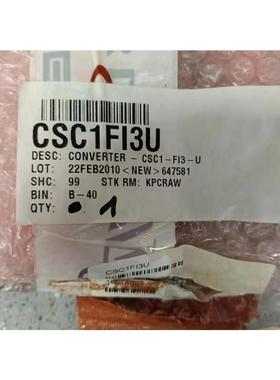 CSC1FI3U
DESC: CONVERTER - CSC1-FI3-U
LOT: 22FEB2010 <NEW> 647581
SHC: 99 STK RM: KPCRAW
BIN: B-40
QTY: 1
CSC1FI3U